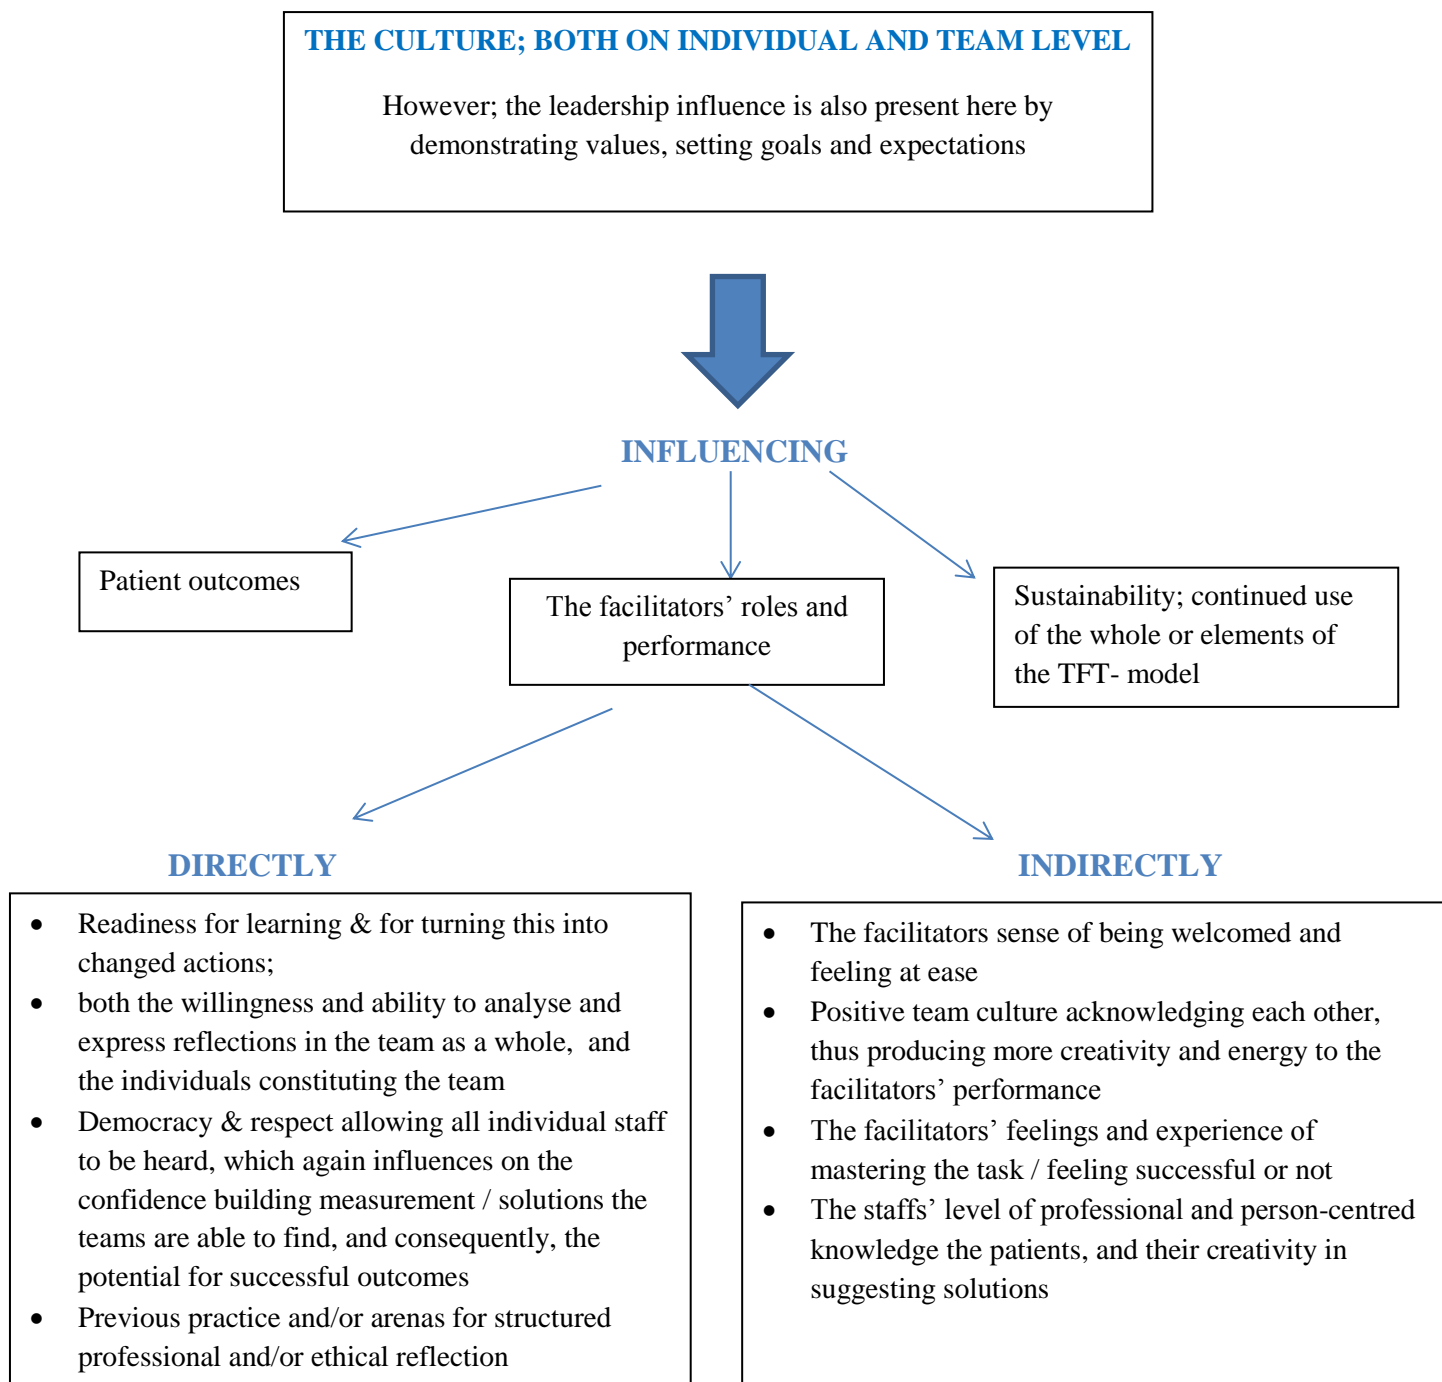 THE CULTURE; BOTH ON INDIVIDUAL AND TEAM LEVEL
However; the leadership influence is also present here by
demonstrating values, setting goals and expectations
INFLUENCING
Patient outcomes
The facilitators’ roles and
performance
Sustainability; continued use
of the whole or elements of
the TFT- model
DIRECTLY
• Readiness for learning & for turning this into
changed actions;
• both the willingness and ability to analyse and
express reflections in the team as a whole,  and
the individuals constituting the team
• Democracy & respect allowing all individual staff
to be heard, which again influences on the
confidence building measurement / solutions the
teams are able to find, and consequently, the
potential for successful outcomes
• Previous practice and/or arenas for structured
professional and/or ethical reflection
INDIRECTLY
• The facilitators sense of being welcomed and
feeling at ease
• Positive team culture acknowledging each other,
thus producing more creativity and energy to the
facilitators’ performance
• The facilitators’ feelings and experience of
mastering the task / feeling successful or not
• The staffs’ level of professional and person-centred
knowledge the patients, and their creativity in
suggesting solutions